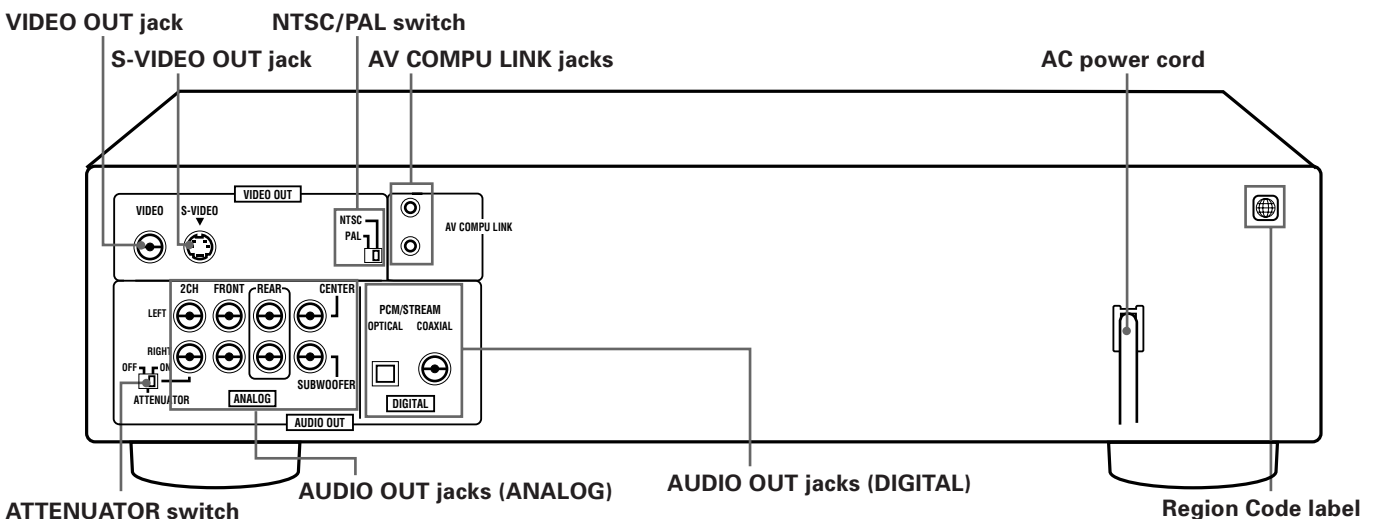 VIDEO OUT jack
NTSC/PAL switch
S-VIDEO OUT jack
AV COMPU LINK jacks
AC power cord
VIDEO OUT
VIDEO
S-VIDEO
NTSC
PAL
AV COMPU LINK
2CH
FRONT
REAR
CENTER
LEFT
RIGHT
OFF
ON
ATTENUATOR
SUBWOOFER
ANALOG
PCM/STREAM
OPTICAL
COAXIAL
DIGITAL
AUDIO OUT
AUDIO OUT jacks (ANALOG)
AUDIO OUT jacks (DIGITAL)
ATTENUATOR switch
Region Code label